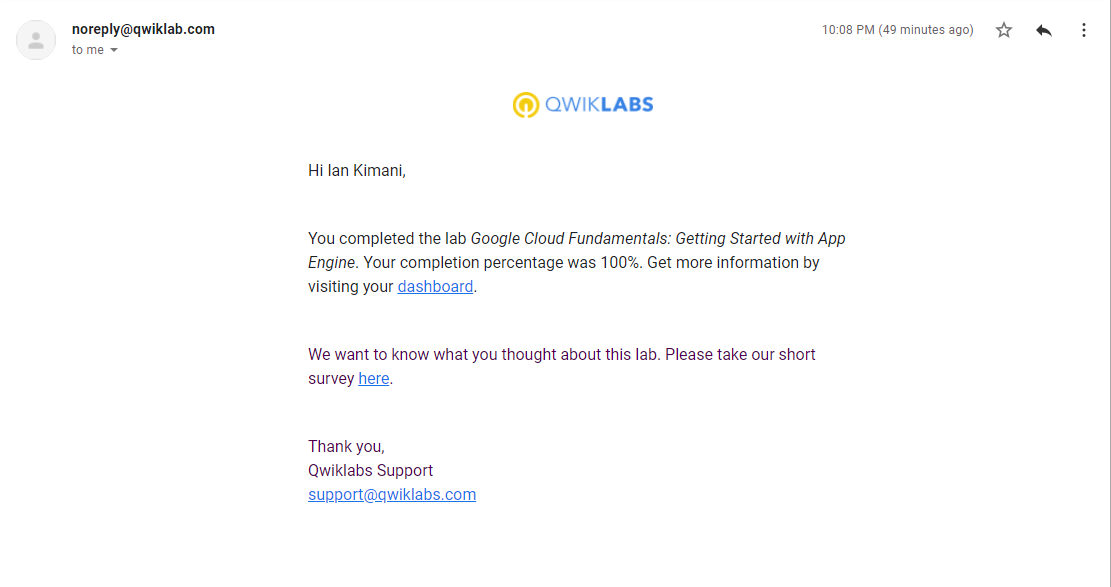 noreply@qwiklab.com
10:08 PM (49 minutes ago)
to me
QWIKLABS
Hi Ian Kimani,
You completed the lab Google Cloud Fundamentals: Getting Started with App
Engine. Your completion percentage was 100%. Get more information by
visiting your dashboard.
We want to know what you thought about this lab. Please take our short
survey here.
Thank you,
Qwiklabs Support
support@qwiklabs.com